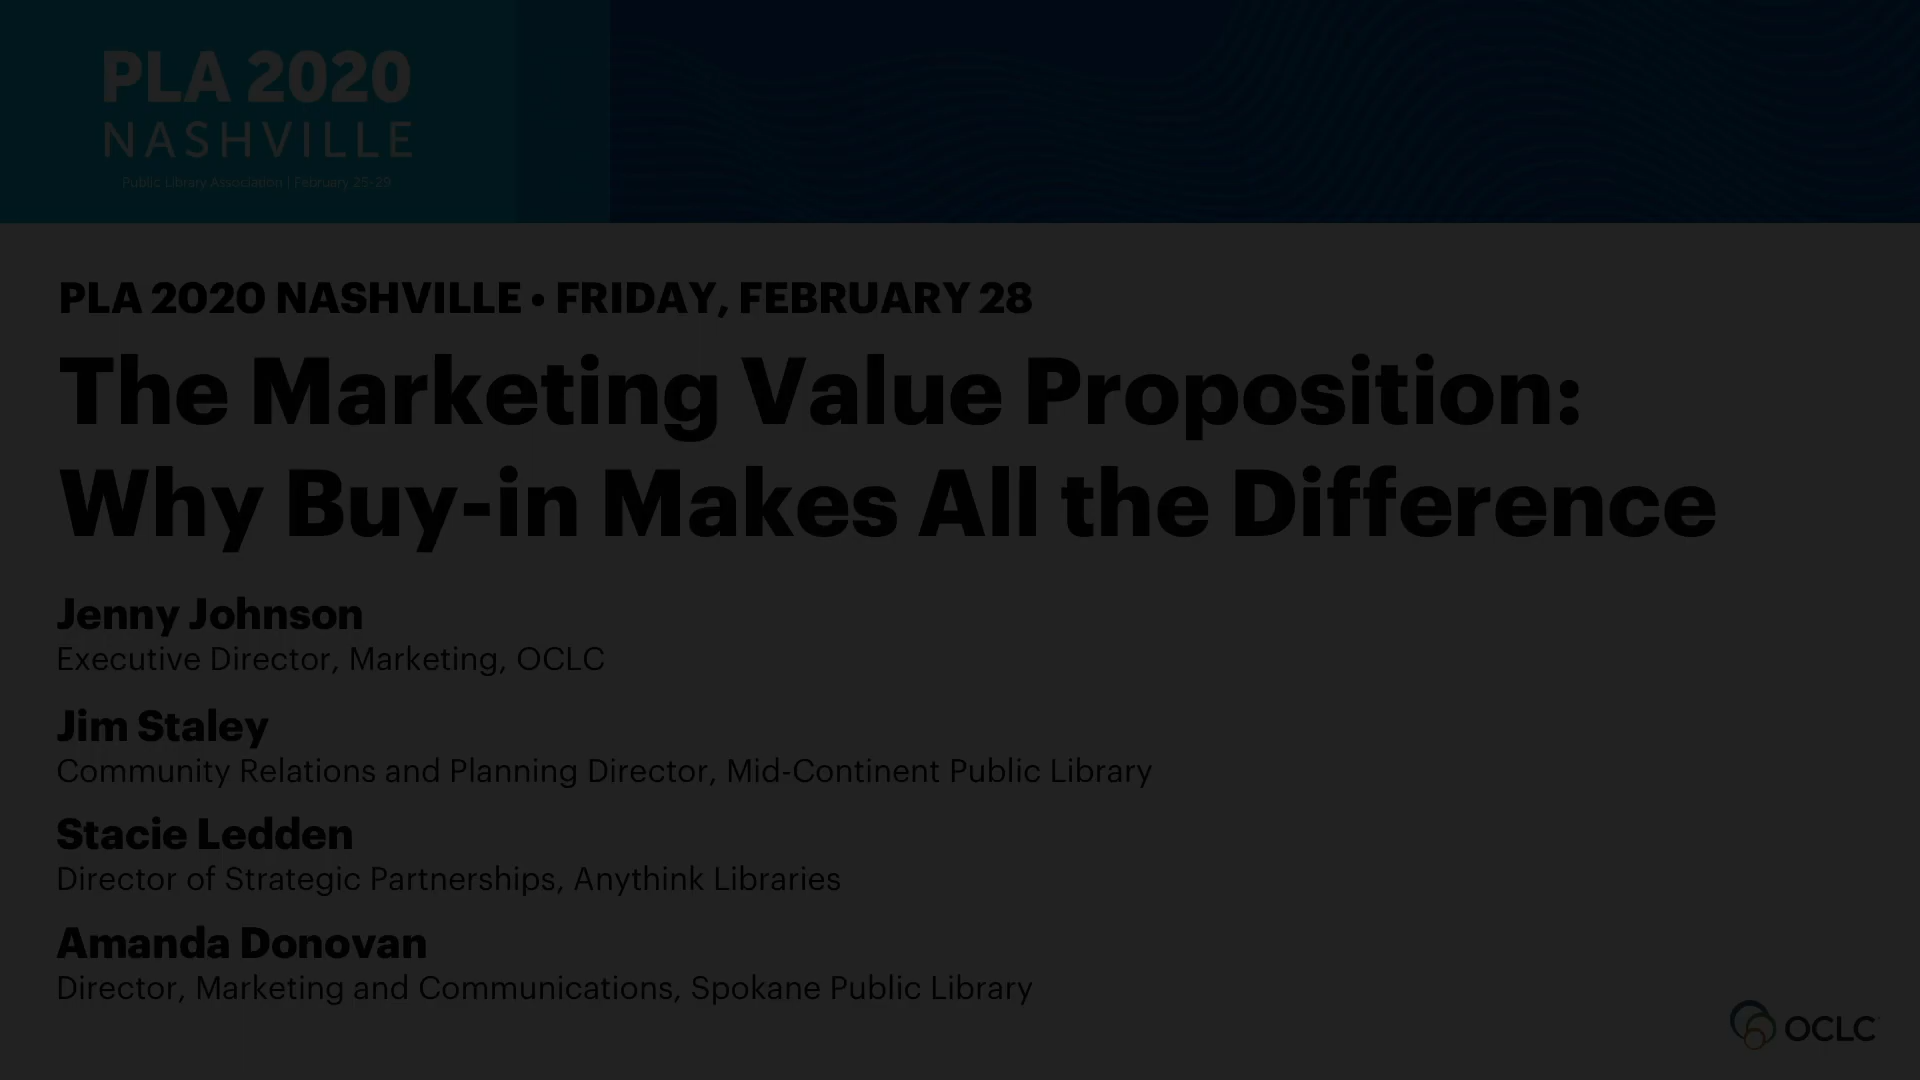 PLA 2020
NASHVILLE
Public Library Association | February 25-29
PLA 2020 NASHVILLE • FRIDAY, FEBRUARY 28
The Marketing Value Proposition:
Why Buy-in Makes All the Difference
Jenny Johnson
Executive Director, Marketing, OCLC
Jim Staley
Community Relations and Planning Director, Mid-Continent Public Library
Stacie Ledden
Director of Strategic Partnerships, Anythink Libraries
Amanda Donovan
Director, Marketing and Communications, Spokane Public Library
OCLC